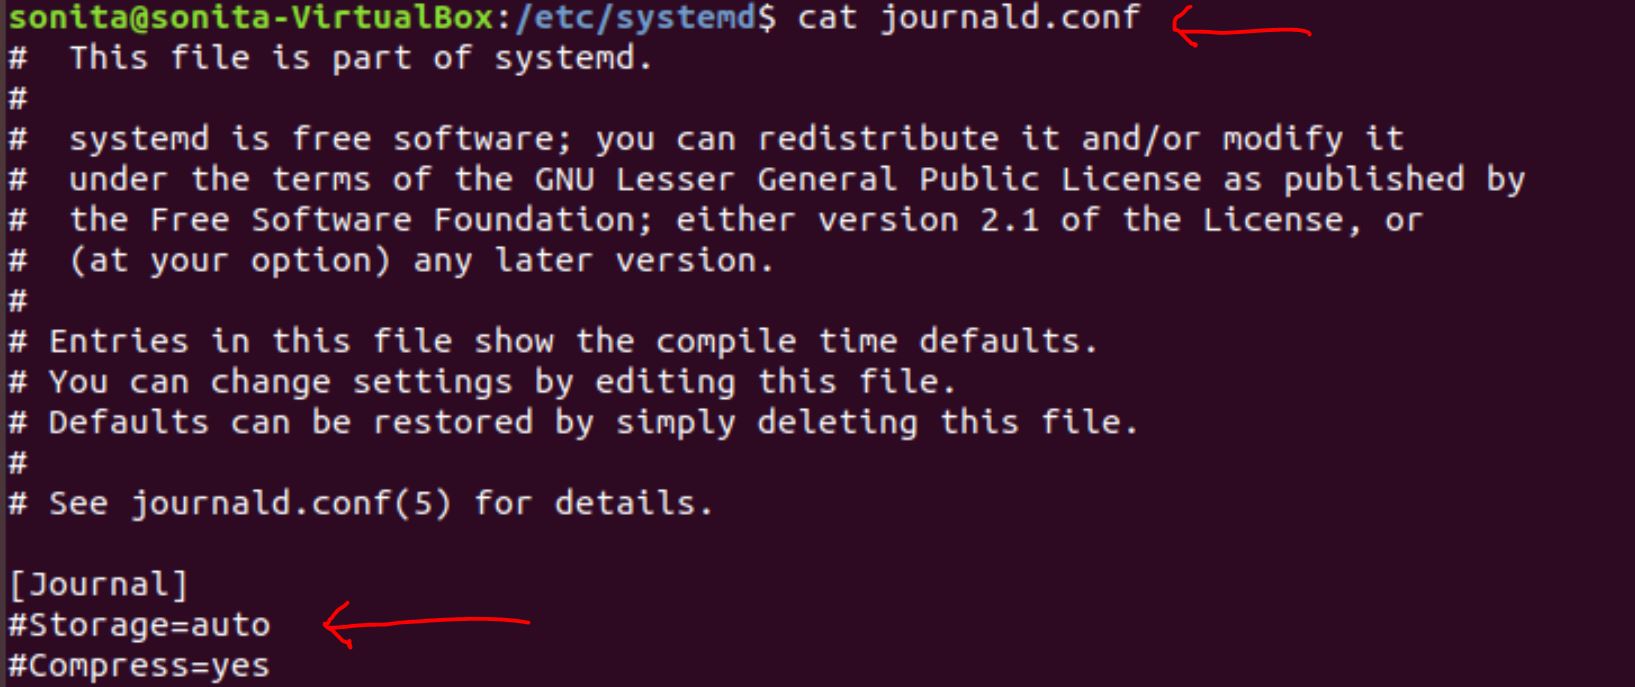 sonita@sonita-VirtualBox:/etc/systemd$ cat journald.conf
#  This file is part of systemd.
#
#  systemd is free software; you can redistribute it and/or modify it
#  under the terms of the GNU Lesser General Public License as published by
#  the Free Software Foundation; either version 2.1 of the License, or
#  (at your option) any later version.
#
# Entries in this file show the compile time defaults.
# You can change settings by editing this file.
# Defaults can be restored by simply deleting this file.
#
# See journald.conf(5) for details.

[Journal]
#Storage=auto
#Compress=yes